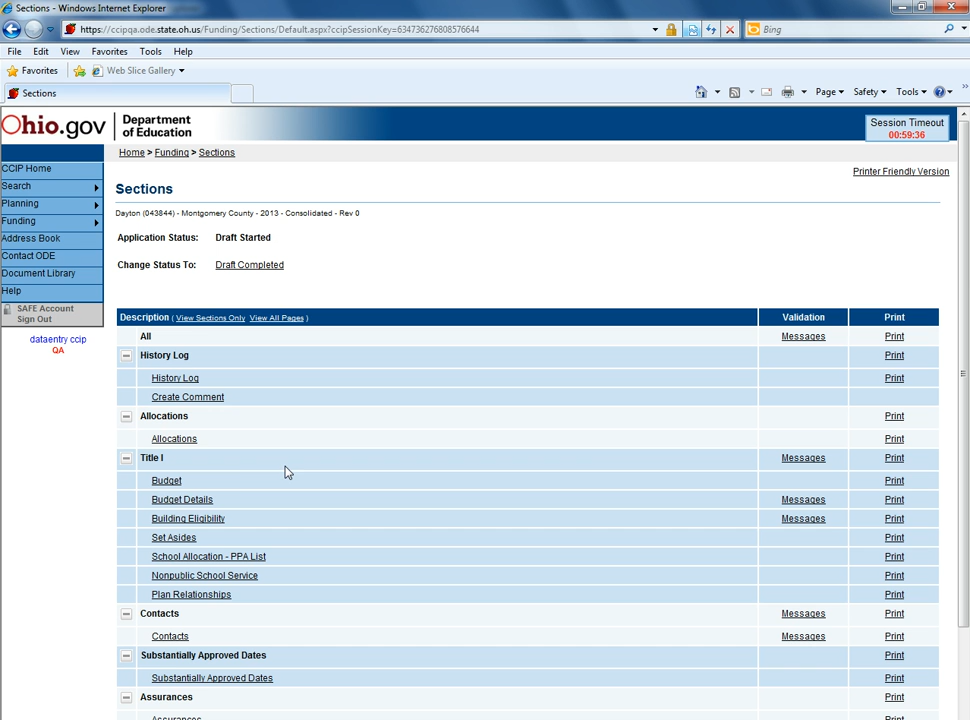 Sections - Windows Internet Explorer
https://ccipqa.ode.state.oh.us/Funding/Sections/Default.aspx?ccipSessionKey=634736276808576644
Bing
File Edit View Favorites Tools Help
Favorites Web Slice Gallery
Sections
Page Safety Tools
Ohio.gov Department of Education
Session Timeout
00:59:36
Home > Funding > Sections
CCIP Home
Search
Planning
Funding
Address Book
Contact ODE
Document Library
Help
SAFE Account
Sign Out
dataentry ccip
QA
Printer Friendly Version
Sections
Dayton (043844) - Montgomery County - 2013 - Consolidated - Rev 0
Application Status: Draft Started
Change Status To: Draft Completed
Description ( View Sections Only View All Pages ) Validation Print
All Messages Print
History Log Print
History Log Print
Create Comment
Allocations Print
Allocations Print
Title I Messages Print
Budget Print
Budget Details Messages Print
Building Eligibility Messages Print
Set Asides Print
School Allocation - PPA List Print
Nonpublic School Service Print
Plan Relationships Print
Contacts Messages Print
Contacts Messages Print
Substantially Approved Dates Print
Substantially Approved Dates Print
Assurances Print
Assurances Print